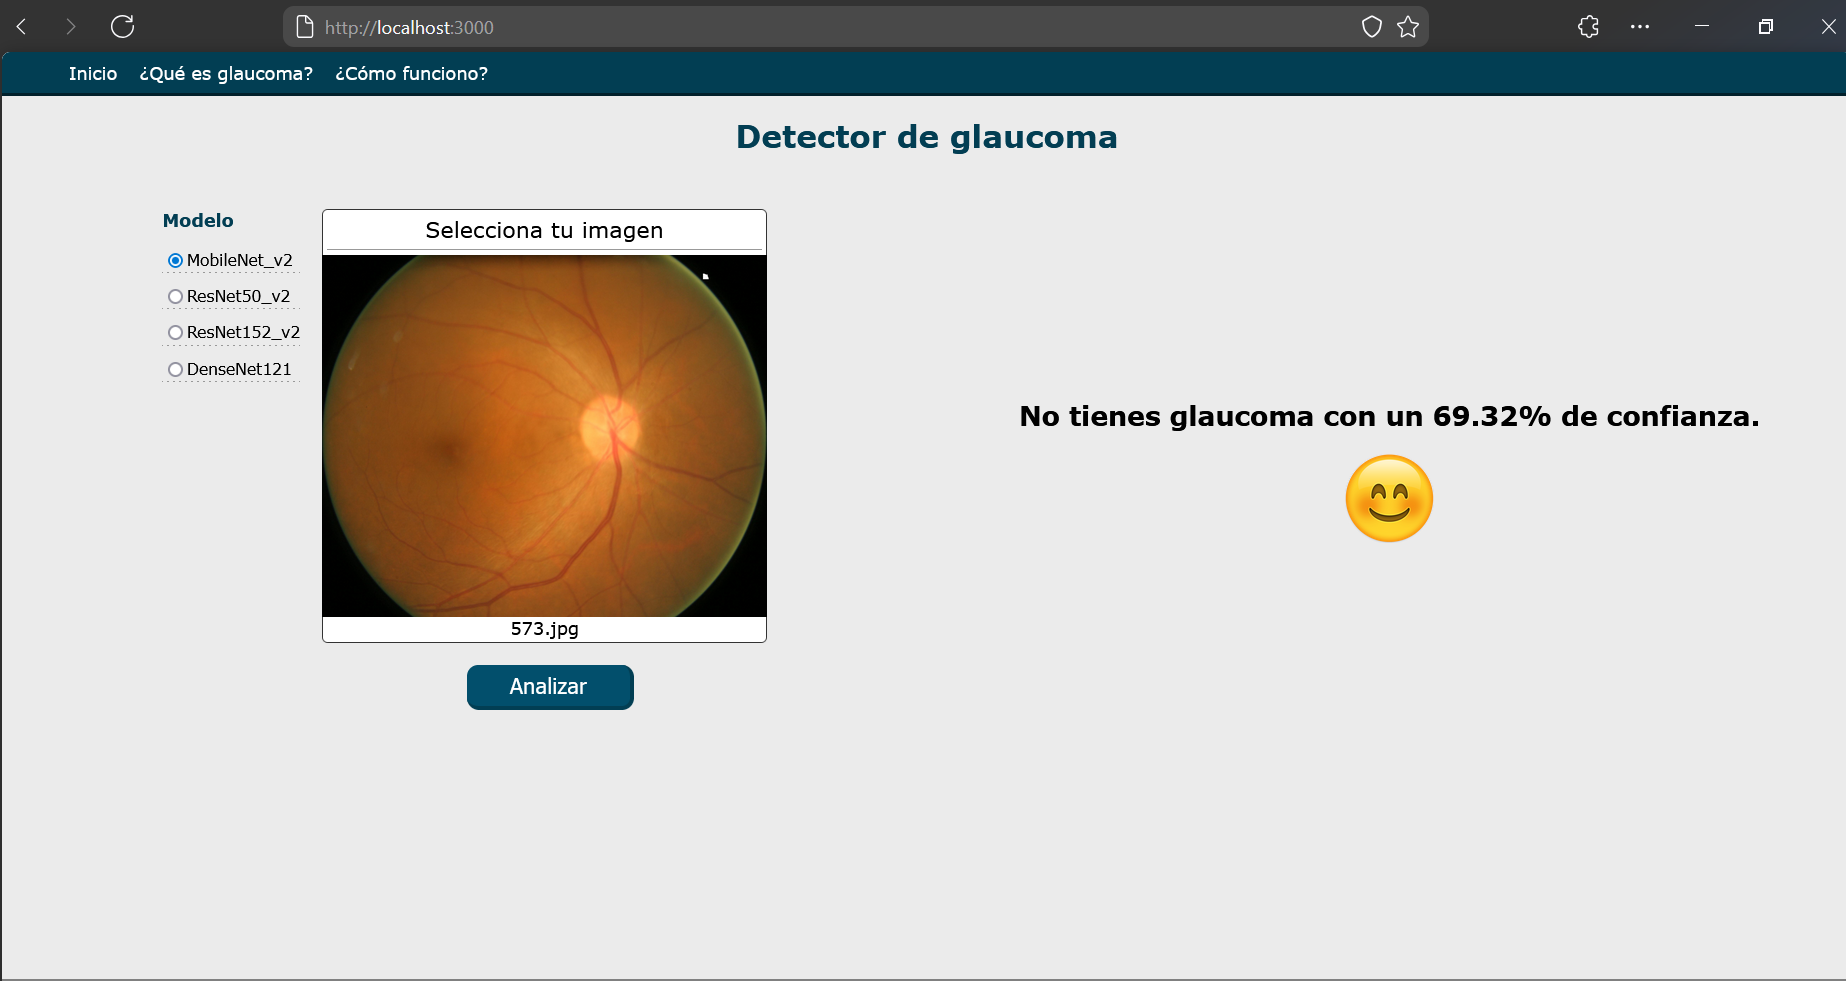 http://localhost:3000
Inicio ¿Qué es glaucoma? ¿Cómo funciono?
Detector de glaucoma
Modelo
MobileNet_v2
ResNet50_v2
ResNet152_v2
DenseNet121
Selecciona tu imagen
573.jpg
Analizar
No tienes glaucoma con un 69.32% de confianza.